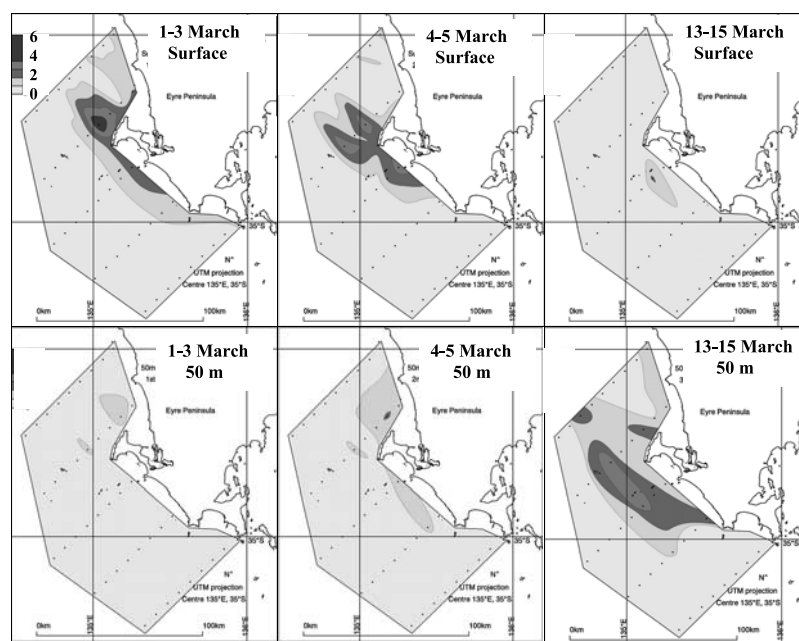 6
4
2
0
1-3 March
Surface
Eyre Peninsula
35°S
N"
UTM projection
Centre 135°E, 35°S
0km
135°E
100km
136°E
4-5 March
Surface
Eyre Peninsula
35°S
N"
UTM projection
Centre 135°E, 35°S
0km
135°E
100km
136°E
13-15 March
Surface
Eyre Peninsula
35°S
N"
UTM projection
Centre 135°E, 35°S
0km
135°E
100km
136°E
1-3 March
50 m
50m
1st
Eyre Peninsula
35°S
N"
UTM projection
Centre 135°E, 35°S
0km
135°E
100km
136°E
4-5 March
50 m
Eyre Peninsula
35°S
N"
UTM projection
Centre 135°E, 35°S
0km
135°E
100km
136°E
13-15 March
50 m
50
3
Eyre Peninsula
35°S
N"
UTM projection
Centre 135°E, 35°S
0km
135°E
100km
136°E